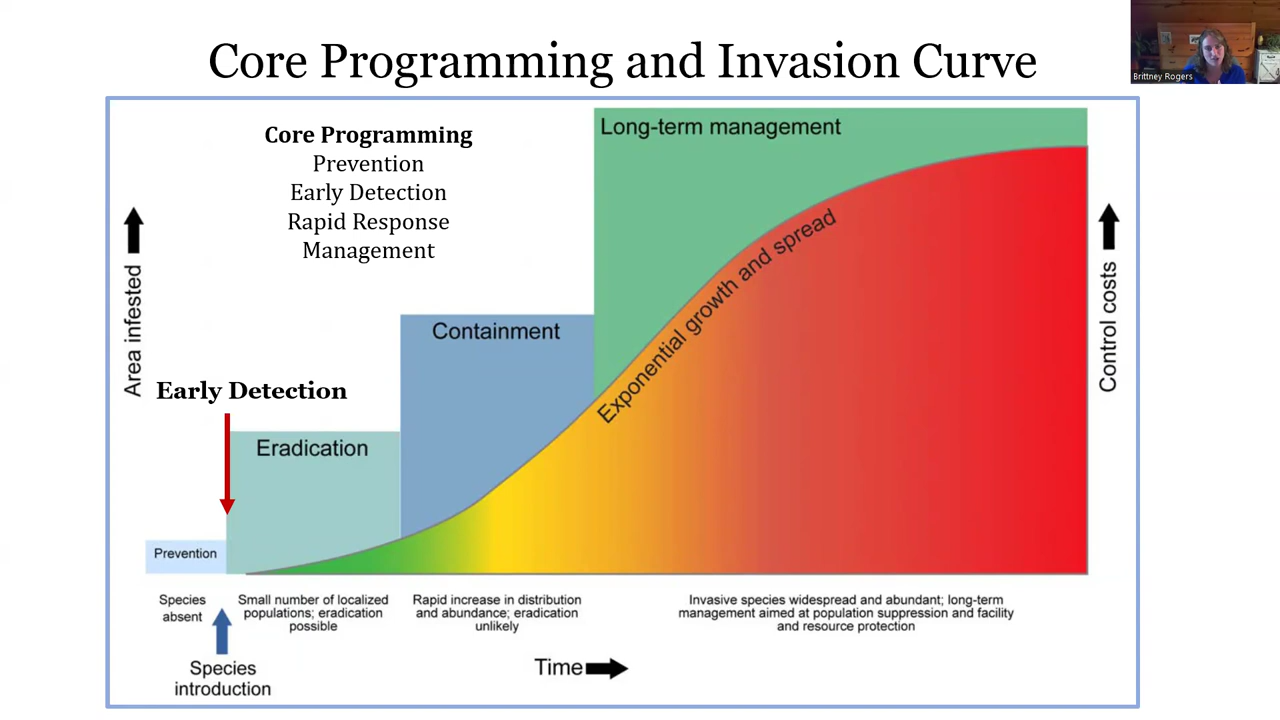 Core Programming and Invasion Curve
Brittney Rogers
Core Programming
Prevention
Early Detection
Rapid Response
Management
Long-term management
Area infested
Control costs
Exponential growth and spread
Containment
Early Detection
Eradication
Prevention
Species
absent
Small number of localized
populations; eradication
possible
Rapid increase in distribution
and abundance; eradication
unlikely
Invasive species widespread and abundant; long-term
management aimed at population suppression and facility
and resource protection
Species
introduction
Time